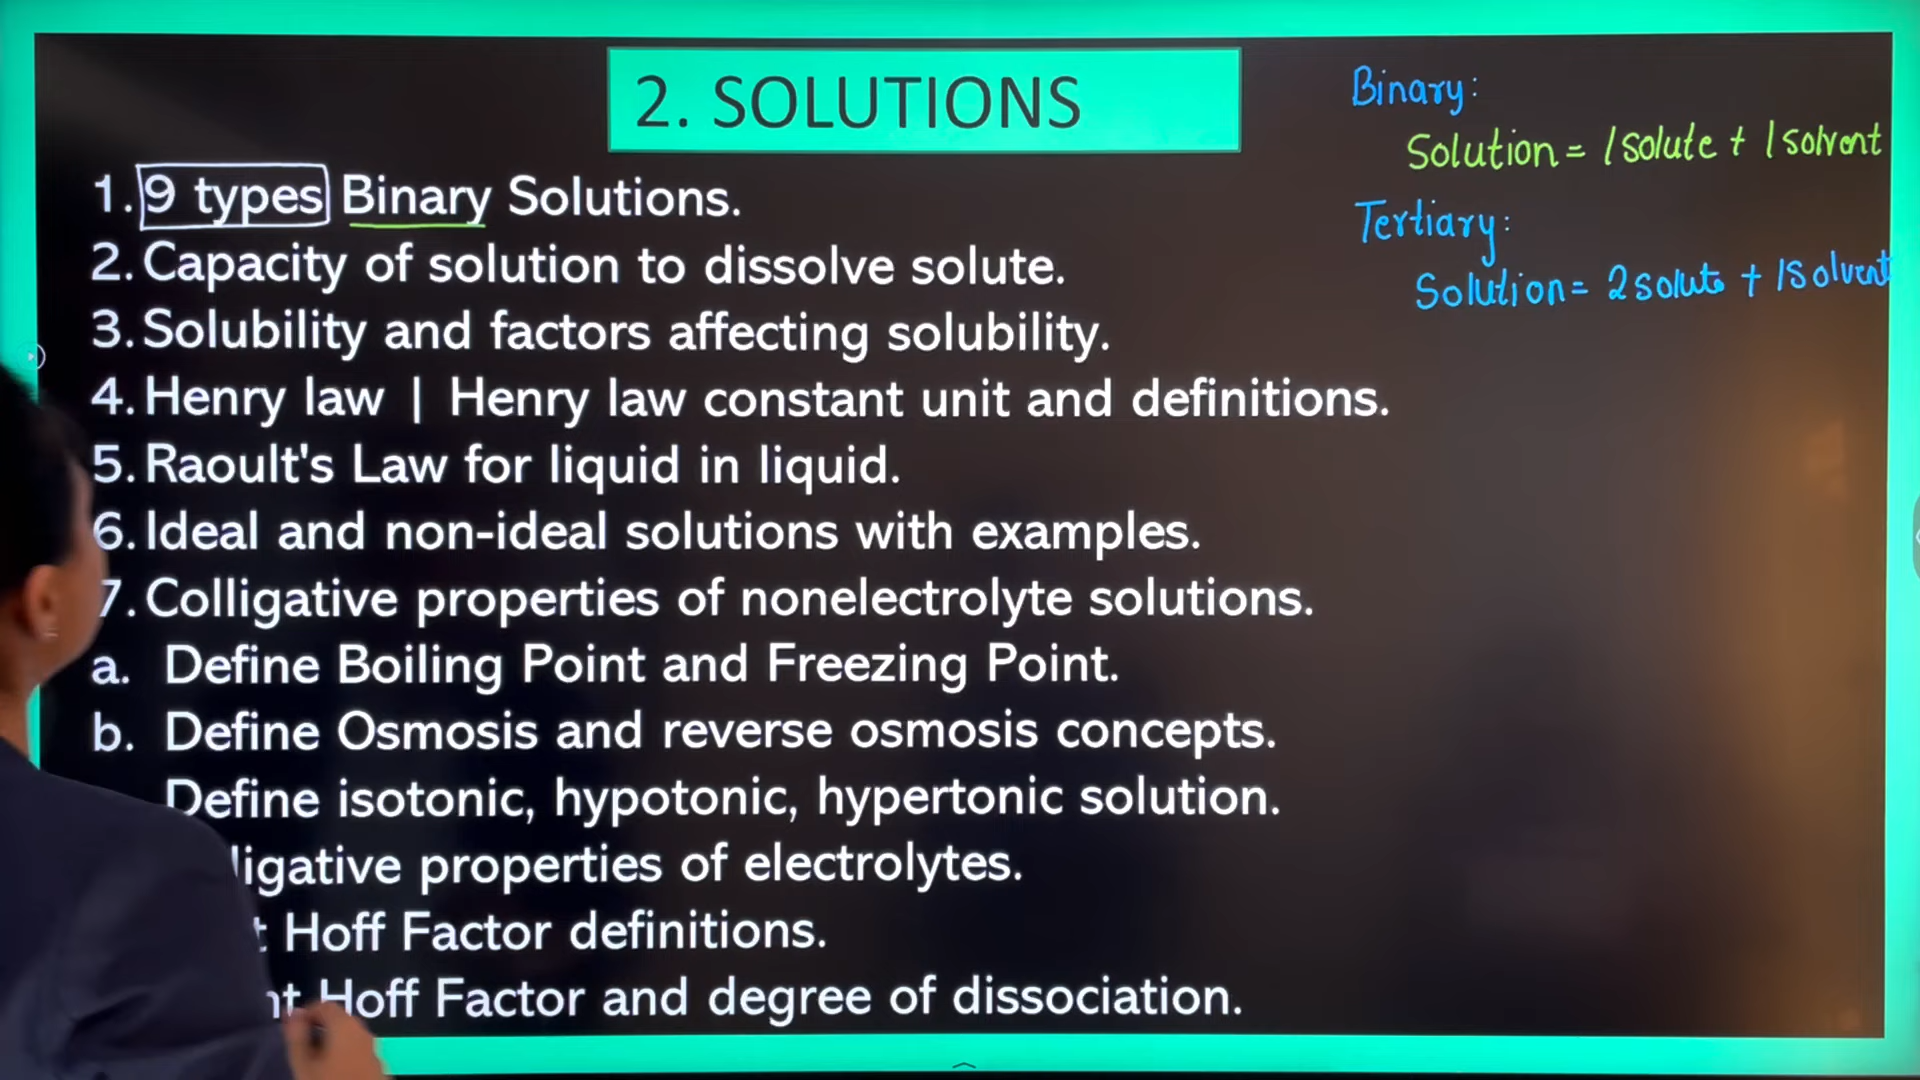 2. SOLUTIONS
1. 9 types Binary Solutions.
2. Capacity of solution to dissolve solute.
3. Solubility and factors affecting solubility.
4. Henry law | Henry law constant unit and definitions.
5. Raoult's Law for liquid in liquid.
6. Ideal and non-ideal solutions with examples.
7. Colligative properties of nonelectrolyte solutions.
a. Define Boiling Point and Freezing Point.
b. Define Osmosis and reverse osmosis concepts.
Define isotonic, hypotonic, hypertonic solution.
properties of electrolytes.
Hoff Factor definitions.
Hoff Factor and degree of dissociation.
Binary:
Solution = 1 solute + 1 solvent
Tertiary:
Solution = 2 solute + 1 Solvent